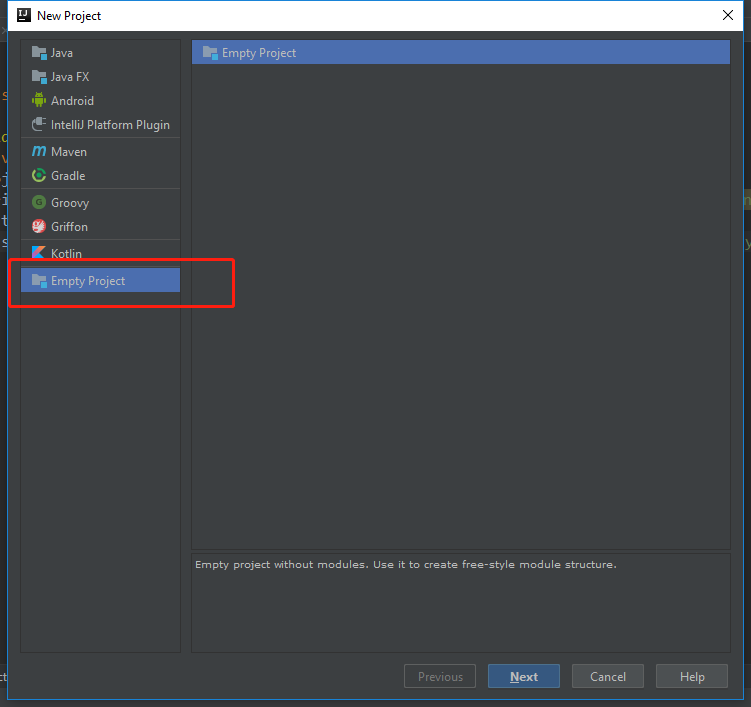 New Project
Java
Java FX
Android
IntelliJ Platform Plugin
Maven
Gradle
Groovy
Griffon
Kotlin
Empty Project
Empty Project
Empty project without modules. Use it to create free-style module structure.
Previous
Next
Cancel
Help